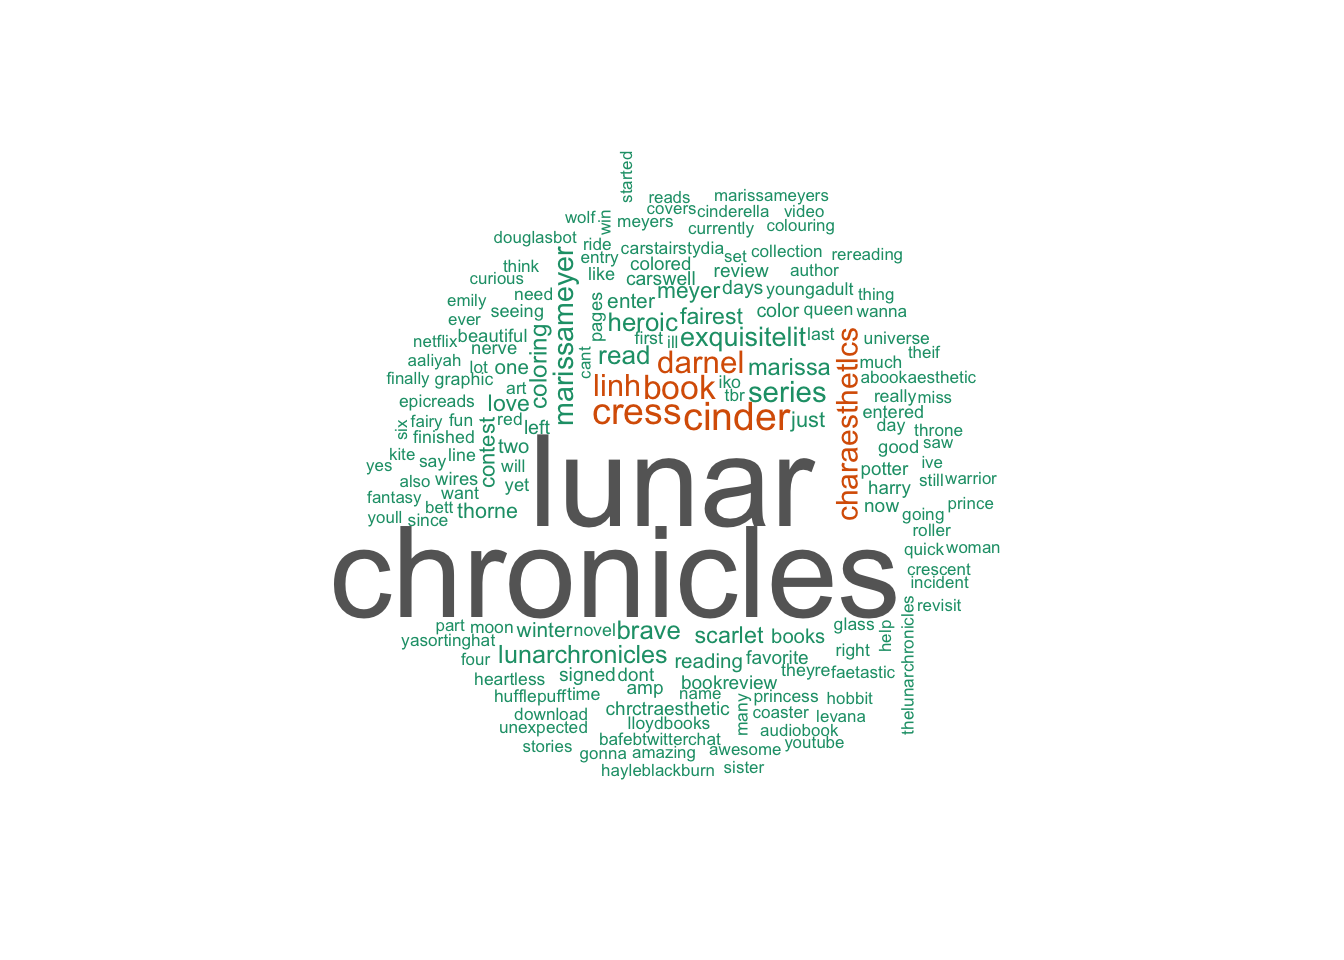 started
reads
marissameyers
covers
cinderella
video
wolf
win
meyers
currently
colouring
douglasbot
ride
carstairstydia
entry
set
collection
rereading
think
like
colored
carswell
review
author
curious
marissameyer
meyer
days
youngadult
thing
need
pages
enter
emily
seeing
heroic
fairest
color
queen
wanna
ever
beautiful
coloring
first
ill
exquisitelit
last
universe
netflix
nerve
cant
read
darnel
marissa
charaesthetics
much
theif
aaliyah
lot
one
abookaesthetic
finally
graphic
art
linh
book
iko
tbr
series
really
miss
epicreads
love
cress
cinder
just
entered
six
fairy
fun
red
left
day
throne
finished
contest
two
good
saw
kite
say
line
lunar
potter
ive
yes
will
still
warrior
also
wires
yet
harry
fantasy
want
now
prince
bett
thorne
going
youll
since
roller
chronicles
quick
woman
crescent
incident
thelunarchronicles
revisit
part
moon
winter
novel
brave
scarlet
books
glass
help
yasortinghat
four
lunarchronicles
reading
favorite
right
heartless
signed
dont
theyre
faetastic
hufflepuff
time
amp
name
bookreview
princess
hobbit
download
chrctraesthetic
many
coaster
levana
unexpected
lloydbooks
audiobook
stories
bafebtwitterchat
youtube
gonna
amazing
awesome
hayleblackburn
sister